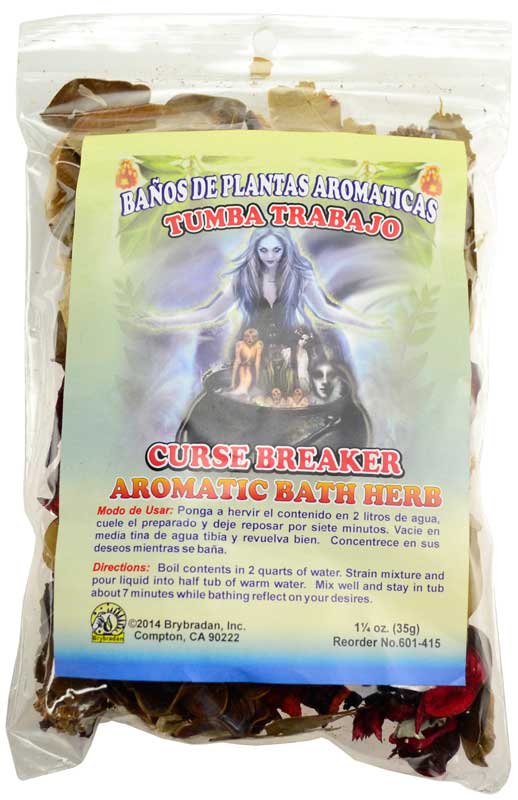 BAÑOS DE PLANTAS AROMATICAS
TUMBA TRABAJO
CURSE BREAKER
AROMATIC BATH HERB
Modo de Usar: Ponga a hervir el contenido en 2 litros de agua,
cuele el preparado y deje reposar por siete minutos. Vacie en
media tina de agua tibia y revuelva bien. Concentrece en sus
deseos mientras se baña.
Directions: Boil contents in 2 quarts of water. Strain mixture and
pour liquid into half tub of warm water. Mix well and stay in tub
about 7 minutes while bathing reflect on your desires.
Brybradan
©2014 Brybradan, Inc.
Compton, CA 90222
1¼ oz. (35g)
Reorder No.601-415